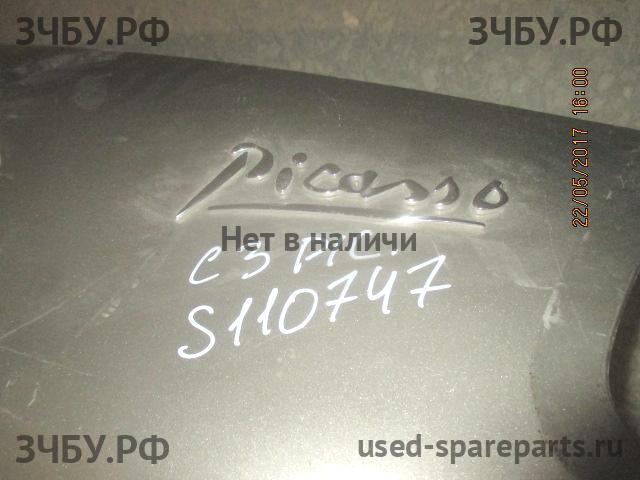 ЗЧБУ.РФ ЗЧБУ.РФ
22/05/2017 16:00
Picasso
Нет в наличи
C3 PIC.
S110747
ЗЧБУ.РФ used-spareparts.ru